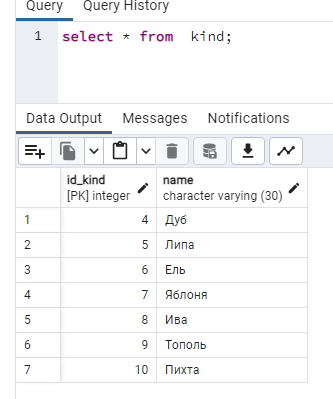 Query Query History
1 select * from  kind;
Data Output Messages Notifications
id_kind name
[PK] integer character varying (30)
1 4 Дуб
2 5 Липа
3 6 Ель
4 7 Яблоня
5 8 Ива
6 9 Тополь
7 10 Пихта